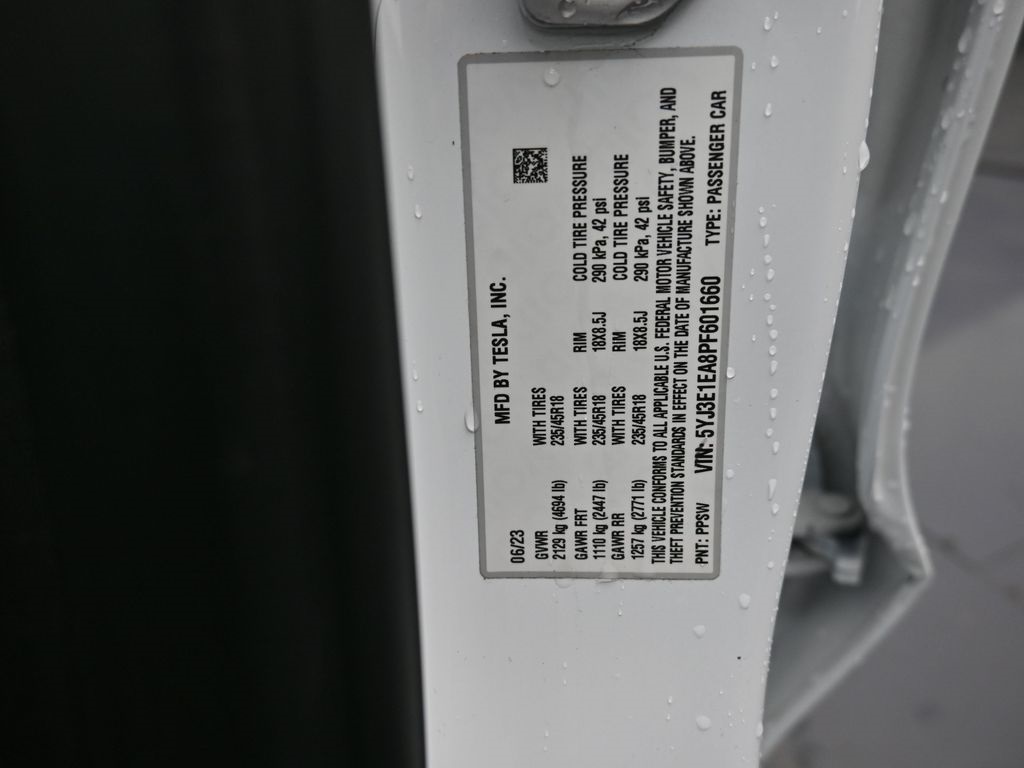 06/23 MFD BY TESLA, INC.
GVWR WITH TIRES
2129 kg (4694 lb) 235/45R18
GAWR FRT WITH TIRES RIM COLD TIRE PRESSURE
1110 kg (2447 lb) 235/45R18 18X8.5J 290 kPa, 42 psi
GAWR RR WITH TIRES RIM COLD TIRE PRESSURE
1257 kg (2771 lb) 235/45R18 18X8.5J 290 kPa, 42 psi
THIS VEHICLE CONFORMS TO ALL APPLICABLE U.S. FEDERAL MOTOR VEHICLE SAFETY, BUMPER, AND
THEFT PREVENTION STANDARDS IN EFFECT ON THE DATE OF MANUFACTURE SHOWN ABOVE.
PNT: PPSW VIN: 5YJ3E1EA8PF601660 TYPE: PASSENGER CAR